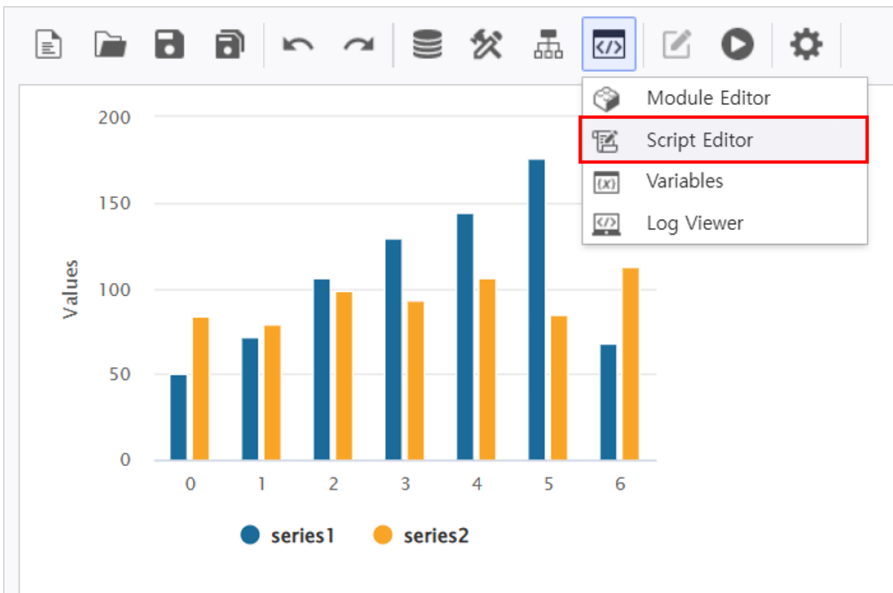 Module Editor
Script Editor
(x) Variables
</> Log Viewer
200
150
100
50
0
Values
0 1 2 3 4 5 6
series1 series2